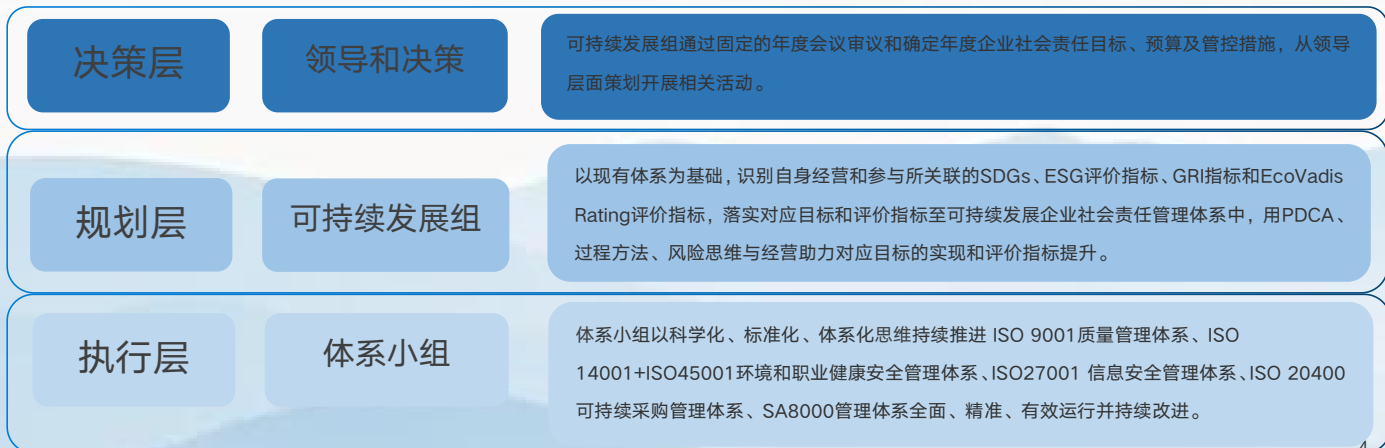 决策层
领导和决策
可持续发展组通过固定的年度会议审议和确定年度企业社会责任目标、预算及管控措施，从领导
层面策划开展相关活动。
规划层
可持续发展组
以现有体系为基础，识别自身经营和参与所关联的SDGs、ESG评价指标、GRI指标和EcoVadis
Rating评价指标，落实对应目标和评价指标至可持续发展企业社会责任管理体系中，用PDCA、
过程方法、风险思维与经营助力对应目标的实现和评价指标提升。
执行层
体系小组
体系小组以科学化、标准化、体系化思维持续推进 ISO 9001质量管理体系、ISO
14001+ISO45001环境和职业健康安全管理体系、ISO27001 信息安全管理体系、ISO 20400
可持续采购管理体系、SA8000管理体系全面、精准、有效运行并持续改进。
4